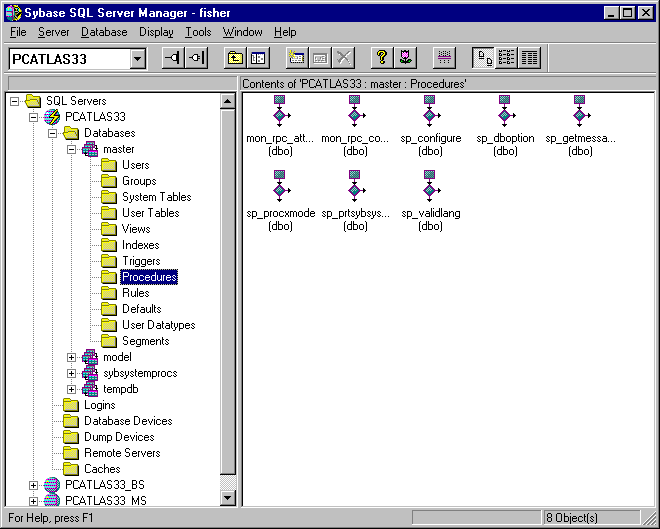 Sybase SQL Server Manager - fisher
File Server Database Display Tools Window Help
PCATLAS33
Contents of 'PCATLAS33 : master : Procedures'
SQL Servers
PCATLAS33
Databases
master
Users
Groups
System Tables
User Tables
Views
Indexes
Triggers
Procedures
Rules
Defaults
User Datatypes
Segments
model
sybsystemprocs
tempdb
Logins
Database Devices
Dump Devices
Remote Servers
Caches
PCATLAS33_BS
PCATLAS33_MS
mon_rpc_att... mon_rpc_co... sp_configure sp_dboption sp_getmessa...
(dbo) (dbo) (dbo) (dbo) (dbo)
sp_procxmode sp_prtsybsys... sp_validlang
(dbo) (dbo) (dbo)
For Help, press F1
8 Object(s)